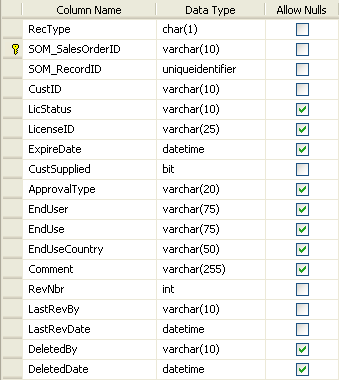 Column Name Data Type Allow Nulls
RecType char(1)
SOM_SalesOrderID varchar(10)
SOM_RecordID uniqueidentifier
CustID varchar(10)
LicStatus varchar(10)
LicenseID varchar(25)
ExpireDate datetime
CustSupplied bit
ApprovalType varchar(20)
EndUser varchar(75)
EndUse varchar(75)
EndUseCountry varchar(50)
Comment varchar(255)
RevNbr int
LastRevBy varchar(10)
LastRevDate datetime
DeletedBy varchar(10)
DeletedDate datetime